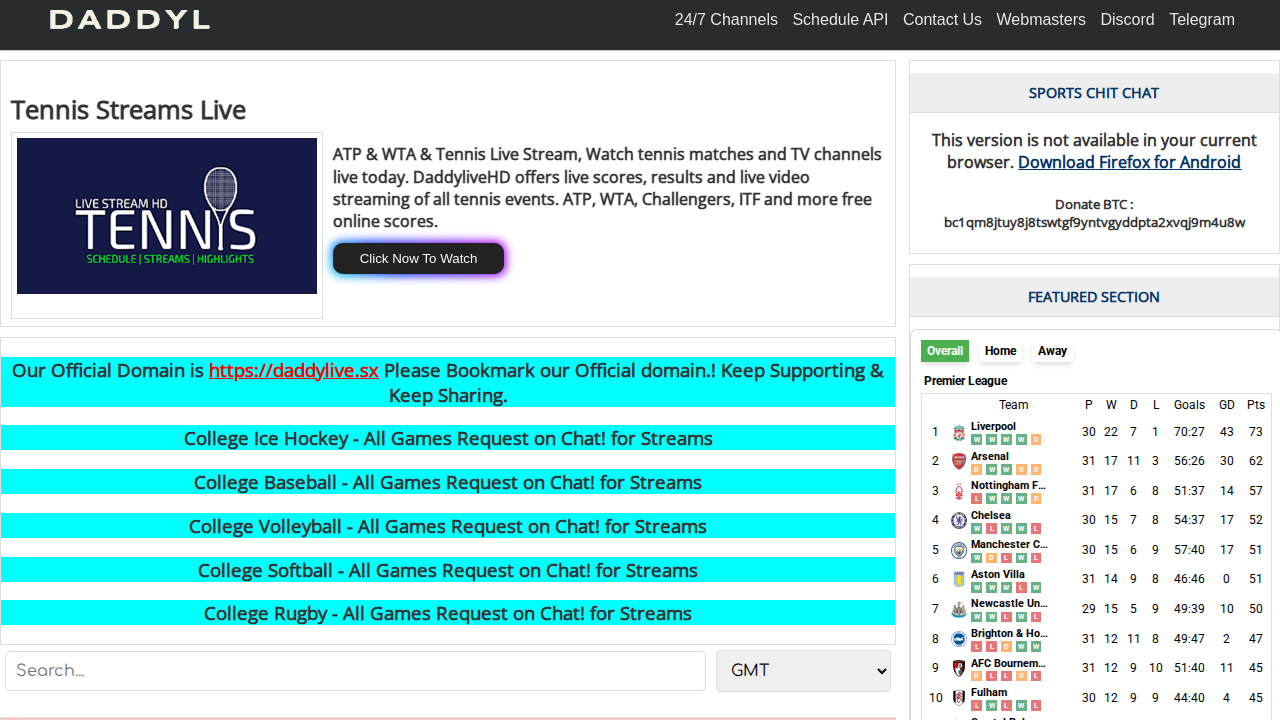 DADDYL
24/7 Channels Schedule API Contact Us Webmasters Discord Telegram
Tennis Streams Live
LIVE STREAM HD
TENNIS
SCHEDULE | STREAMS | HIGHLIGHTS
ATP & WTA & Tennis Live Stream, Watch tennis matches and TV channels
live today. DaddyliveHD offers live scores, results and live video
streaming of all tennis events. ATP, WTA, Challengers, ITF and more free
online scores.
Click Now To Watch
Our Official Domain is https://daddylive.sx Please Bookmark our Official domain.! Keep Supporting &
Keep Sharing.
College Ice Hockey - All Games Request on Chat! for Streams
College Baseball - All Games Request on Chat! for Streams
College Volleyball - All Games Request on Chat! for Streams
College Softball - All Games Request on Chat! for Streams
College Rugby - All Games Request on Chat! for Streams
Search...
GMT
SPORTS CHIT CHAT
This version is not available in your current
browser. Download Firefox for Android
Donate BTC :
bc1qm8jtuy8j8tswtgf9yntvgyddpta2xvqj9m4u8w
FEATURED SECTION
Overall Home Away
Premier League
Team P W D L Goals GD Pts
1 Liverpool 30 22 7 1 70:27 43 73
W W W W D
2 Arsenal 31 17 11 3 56:26 30 62
D W W D D
3 Nottingham F... 31 17 6 8 51:37 14 57
L W W W D
4 Chelsea 30 15 7 8 54:37 17 52
W L W W L
5 Manchester C... 30 15 6 9 57:40 17 51
W D L W L
6 Aston Villa 31 14 9 8 46:46 0 51
W W W L W
7 Newcastle Un... 29 15 5 9 49:39 10 50
W W L W L
8 Brighton & Ho... 31 12 11 8 49:47 2 47
L L D W W
9 AFC Bournem... 31 12 9 10 51:40 11 45
D L L D L
10 Fulham 30 12 9 9 44:40 4 45
L W L W L